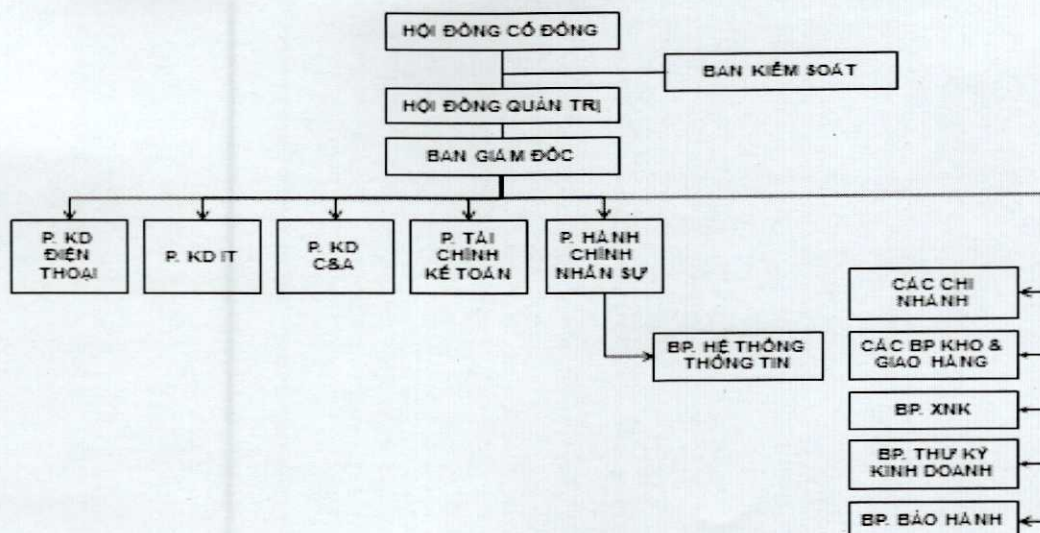 HỘI ĐỒNG CỔ ĐÔNG
BAN KIỂM SOÁT
HỘI ĐỒNG QUẢN TRỊ
BAN GIÁM ĐỐC
P. KD
ĐIỆN
THOẠI
P. KD IT
P. KD
C&A
P. TÀI
CHÍNH
KẾ TOÁN
P. HÀNH
CHÍNH
NHÂN SỰ
BP. HỆ THỐNG
THÔNG TIN
CÁC CHI
NHÁNH
CÁC BP KHO &
GIAO HÀNG
BP. XNK
BP. THƯ KÝ
KINH DOANH
BP. BẢO HÀNH